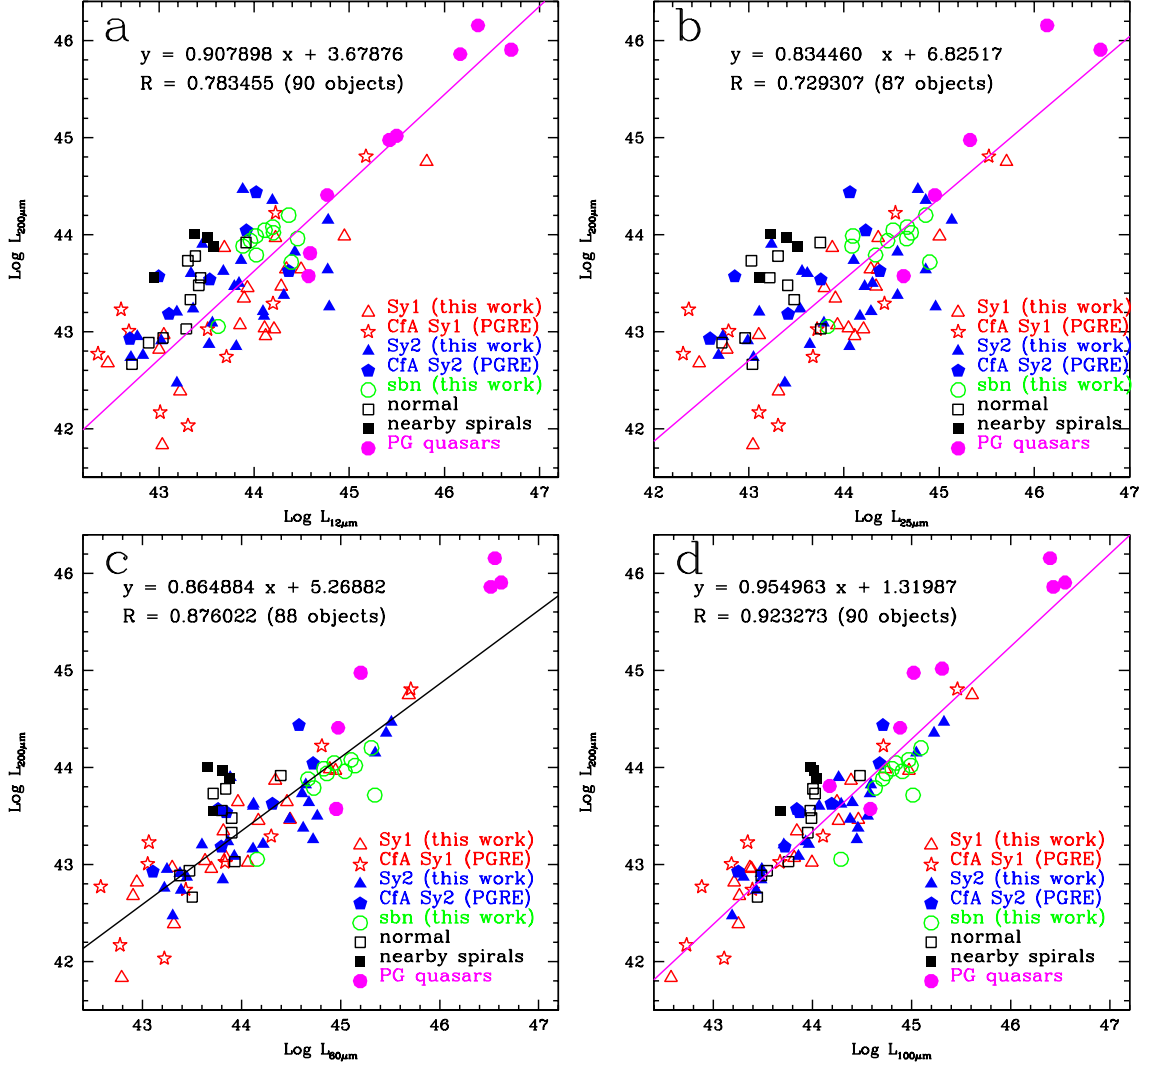 a
y = 0.907898 x + 3.67876
R = 0.783455 (90 objects)
46
45
44
43
42
Log L200μm
Sy1 (this work)
CfA Sy1 (PGRE)
Sy2 (this work)
CfA Sy2 (PGRE)
sbn (this work)
normal
nearby spirals
PG quasars
43 44 45 46 47
Log L12μm
b
y = 0.834460 x + 6.82517
R = 0.729307 (87 objects)
46
45
44
43
42
Log L200μm
Sy1 (this work)
CfA Sy1 (PGRE)
Sy2 (this work)
CfA Sy2 (PGRE)
sbn (this work)
normal
nearby spirals
PG quasars
42 43 44 45 46 47
Log L25μm
c
y = 0.864884 x + 5.26882
R = 0.876022 (88 objects)
46
45
44
43
42
Log L200μm
Sy1 (this work)
CfA Sy1 (PGRE)
Sy2 (this work)
CfA Sy2 (PGRE)
sbn (this work)
normal
nearby spirals
PG quasars
43 44 45 46 47
Log L60μm
d
y = 0.954963 x + 1.31987
R = 0.923273 (90 objects)
46
45
44
43
42
Log L200μm
Sy1 (this work)
CfA Sy1 (PGRE)
Sy2 (this work)
CfA Sy2 (PGRE)
sbn (this work)
normal
nearby spirals
PG quasars
43 44 45 46 47
Log L100μm